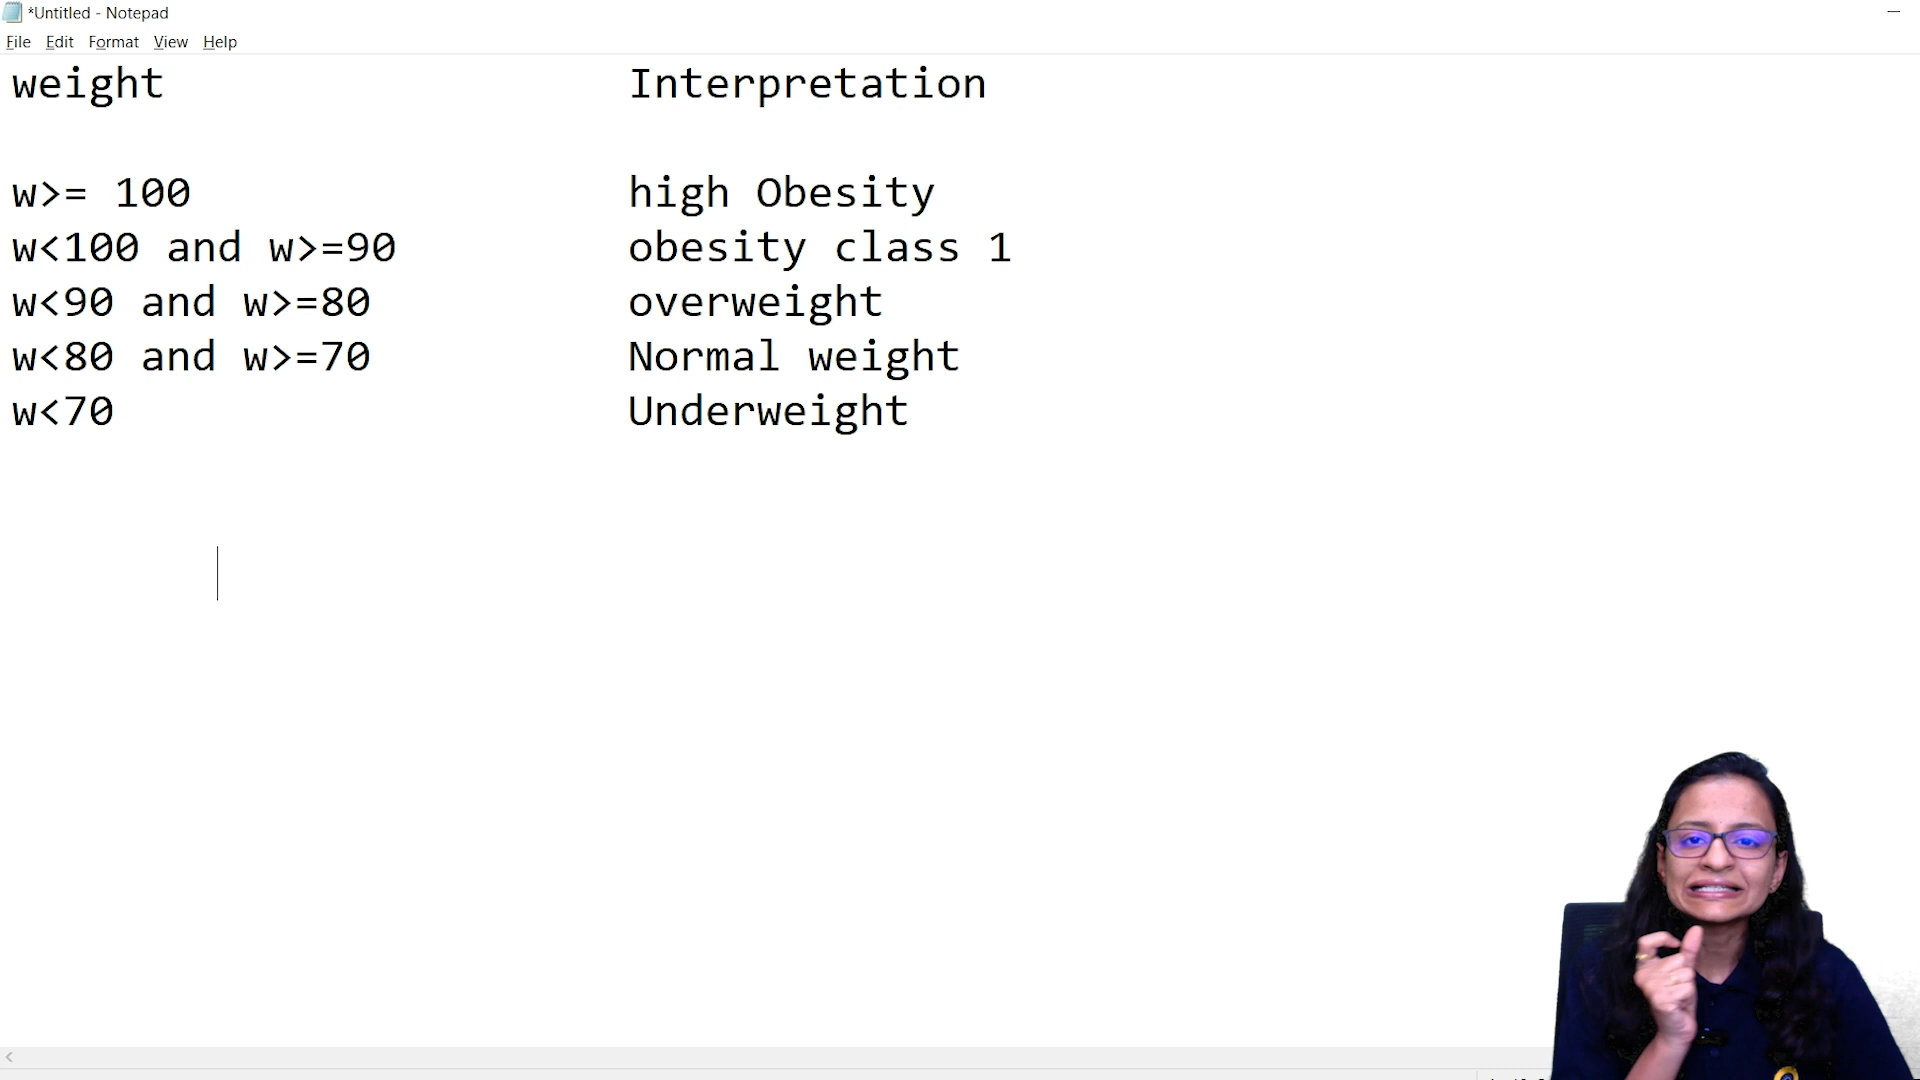 *Untitled - Notepad
File Edit Format View Help
weight Interpretation
w>= 100 high Obesity
w<100 and w>=90 obesity class 1
w<90 and w>=80 overweight
w<80 and w>=70 Normal weight
w<70 Underweight